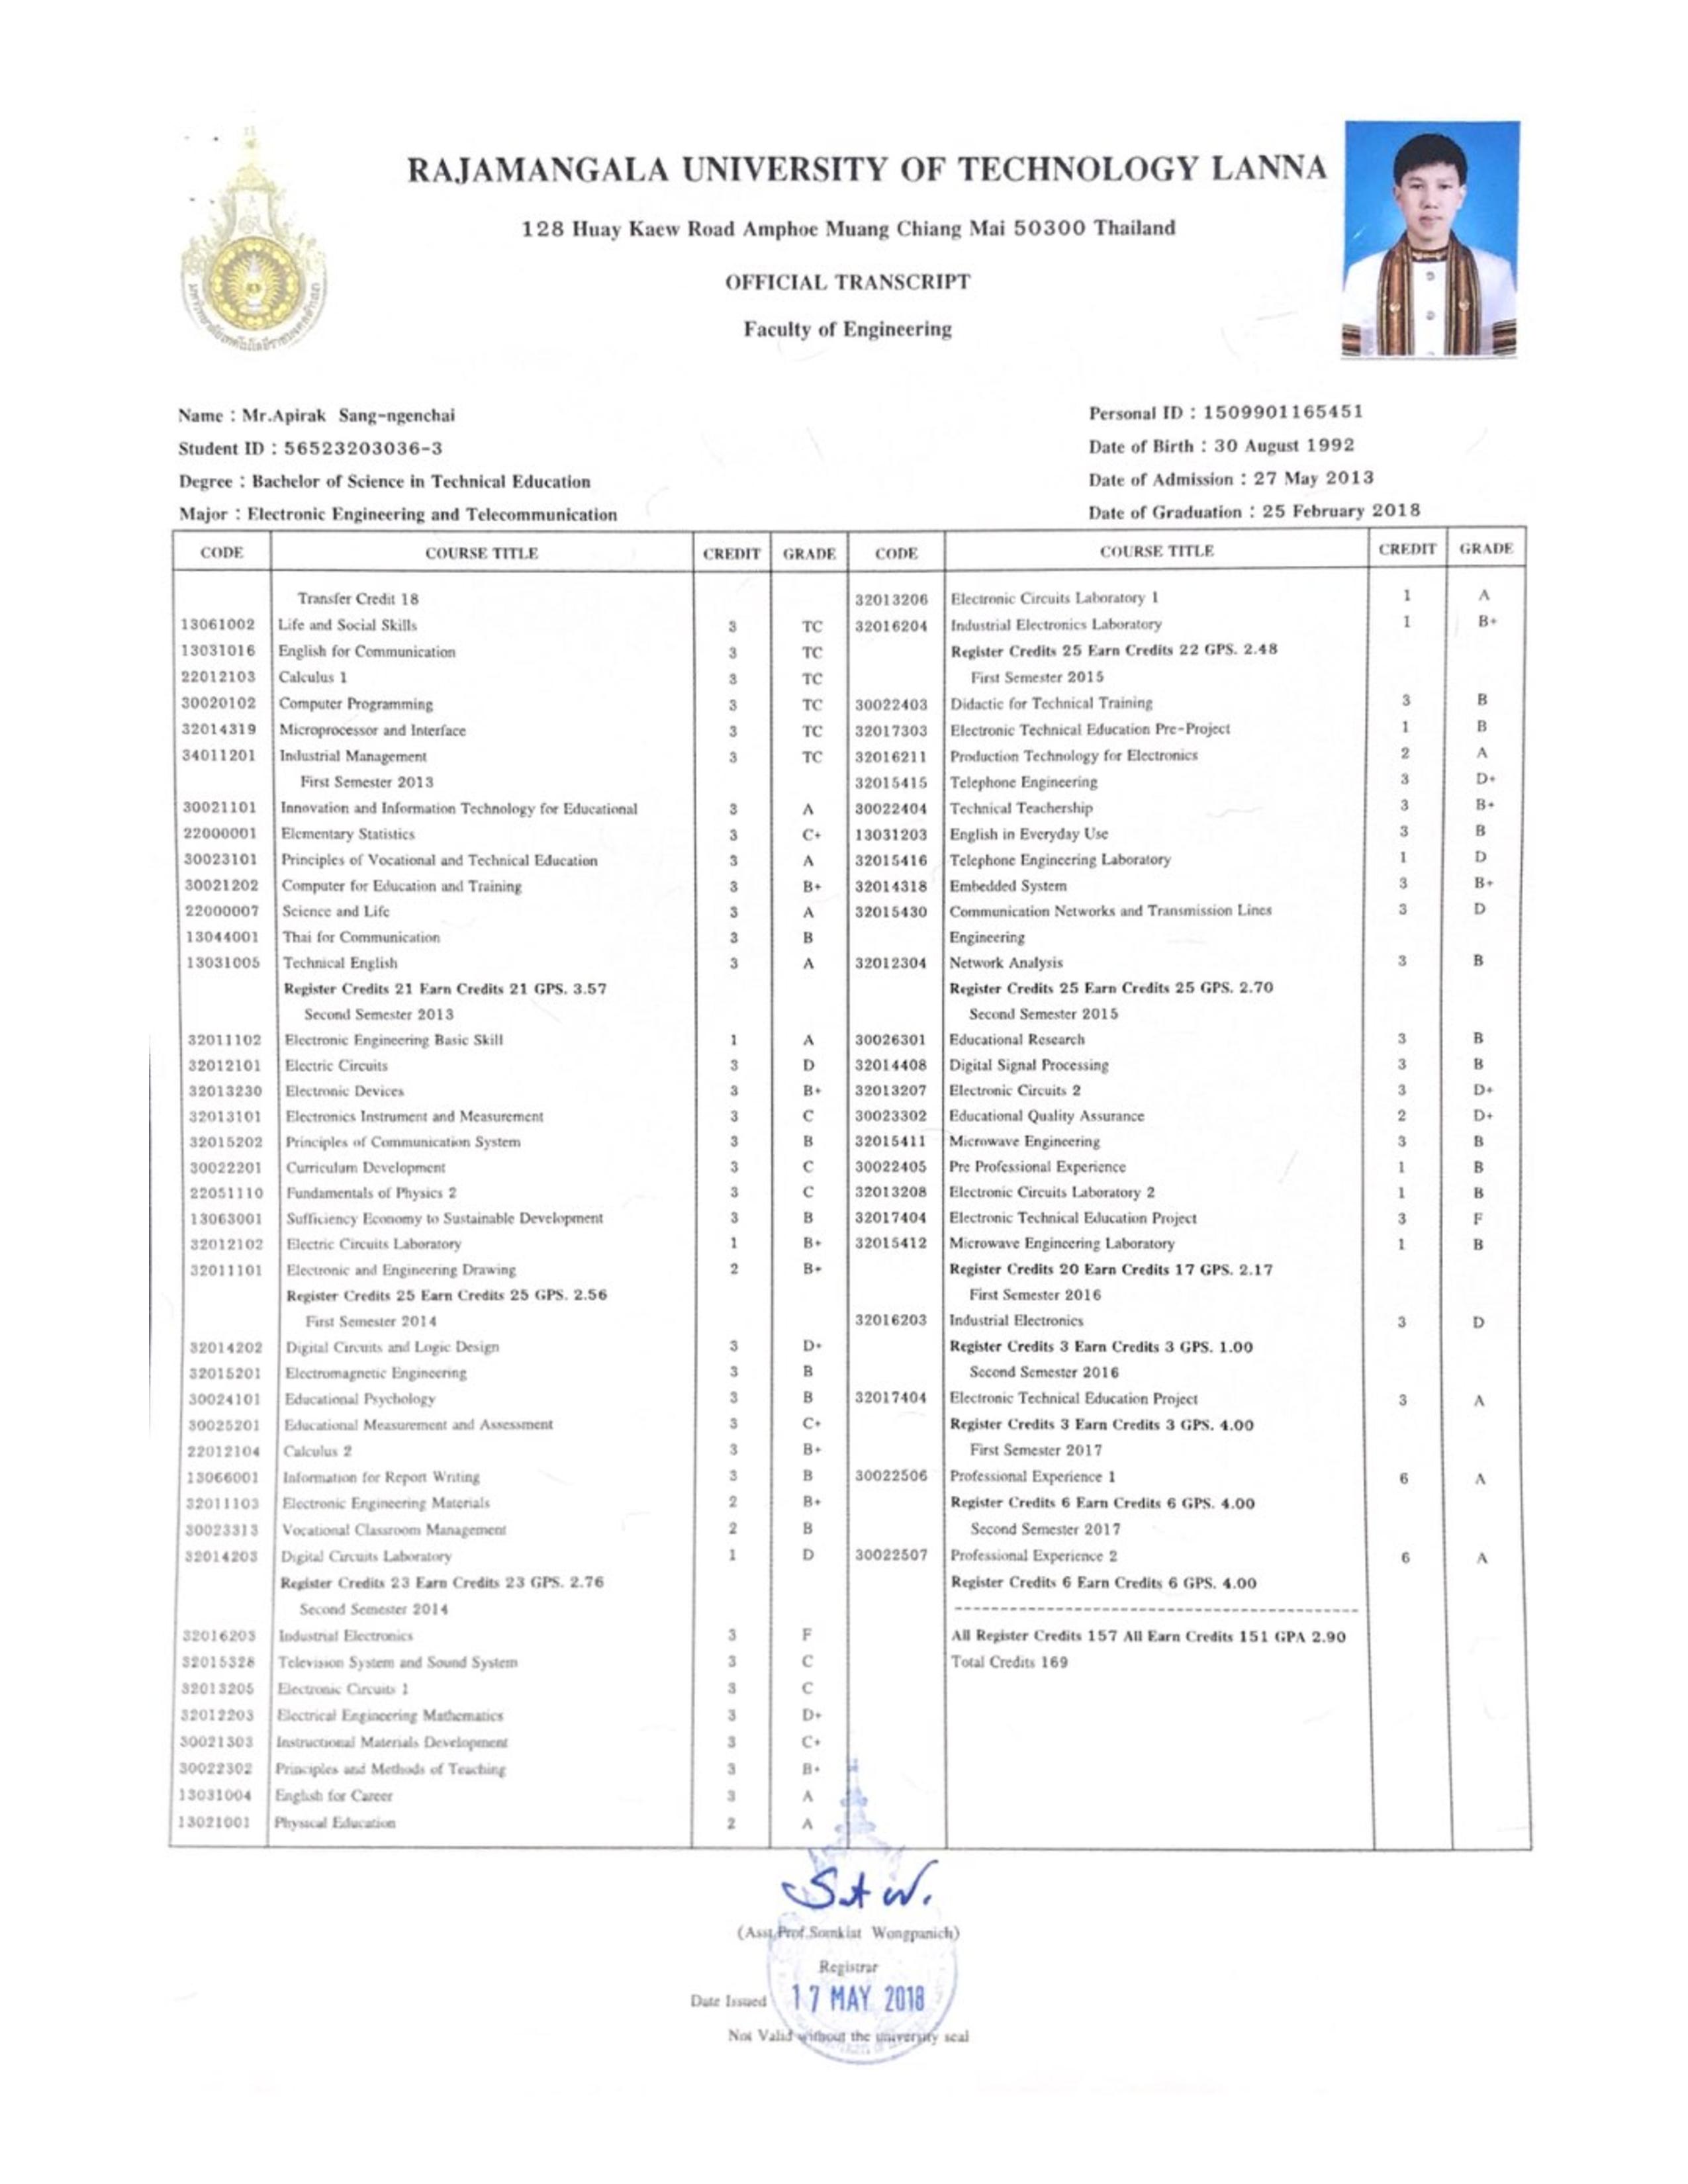 RAJAMANGALA UNIVERSITY OF TECHNOLOGY LANNA
128 Huay Kaew Road Amphoe Muang Chiang Mai 50300 Thailand
OFFICIAL TRANSCRIPT
Faculty of Engineering
Name : Mr.Apirak Sang-ngenchai
Student ID : 56523203036-3
Degree : Bachelor of Science in Technical Education
Major : Electronic Engineering and Telecommunication
Personal ID : 1509901165451
Date of Birth : 30 August 1992
Date of Admission : 27 May 2013
Date of Graduation : 25 February 2018
CODE COURSE TITLE CREDIT GRADE
Transfer Credit 18
13061002 Life and Social Skills 3 TC
13031016 English for Communication 3 TC
22012103 Calculus 1 3 TC
30020102 Computer Programming 3 TC
32014319 Microprocessor and Interface 3 TC
34011201 Industrial Management 3 TC
First Semester 2013
30021101 Innovation and Information Technology for Educational 3 A
22000001 Elementary Statistics 3 C+
30023101 Principles of Vocational and Technical Education 3 A
30021202 Computer for Education and Training 3 B+
22000007 Science and Life 3 A
13044001 Thai for Communication 3 B
13031005 Technical English 3 A
Register Credits 21 Earn Credits 21 GPS. 3.57
Second Semester 2013
32011102 Electronic Engineering Basic Skill 1 A
32012101 Electric Circuits 3 D
32013230 Electronic Devices 3 B+
32013101 Electronics Instrument and Measurement 3 C
32015202 Principles of Communication System 3 B
30022201 Curriculum Development 3 C
22051110 Fundamentals of Physics 2 3 C
13063001 Sufficiency Economy to Sustainable Development 3 B
32012102 Electric Circuits Laboratory 1 B+
32011101 Electronic and Engineering Drawing 2 B+
Register Credits 25 Earn Credits 25 GPS. 2.56
First Semester 2014
32014202 Digital Circuits and Logic Design 3 D+
32015201 Electromagnetic Engineering 3 B
30024101 Educational Psychology 3 B
30025201 Educational Measurement and Assessment 3 C+
22012104 Calculus 2 3 B+
13066001 Information for Report Writing 3 B
32011103 Electronic Engineering Materials 2 B+
30023313 Vocational Classroom Management 2 B
32014203 Digital Circuits Laboratory 1 D
Register Credits 23 Earn Credits 23 GPS. 2.76
Second Semester 2014
32016203 Industrial Electronics 3 F
32015328 Television System and Sound System 3 C
32013205 Electronic Circuits 1 3 C
32012203 Electrical Engineering Mathematics 3 D+
30021303 Instructional Materials Development 3 C+
30022302 Principles and Methods of Teaching 3 B+
13031004 English for Career 3 A
13021001 Physical Education 2 A
CODE COURSE TITLE CREDIT GRADE
32013206 Electronic Circuits Laboratory 1 1 A
32016204 Industrial Electronics Laboratory 1 B+
Register Credits 25 Earn Credits 22 GPS. 2.48
First Semester 2015
30022403 Didactic for Technical Training 3 B
32017303 Electronic Technical Education Pre-Project 1 B
32016211 Production Technology for Electronics 2 A
32015415 Telephone Engineering 3 D+
30022404 Technical Teachership 3 B+
13031203 English in Everyday Use 3 B
32015416 Telephone Engineering Laboratory 1 D
32014318 Embedded System 3 B+
32015430 Communication Networks and Transmission Lines 3 D
Engineering
32012304 Network Analysis 3 B
Register Credits 25 Earn Credits 25 GPS. 2.70
Second Semester 2015
30026301 Educational Research 3 B
32014408 Digital Signal Processing 3 B
32013207 Electronic Circuits 2 3 D+
30023302 Educational Quality Assurance 2 D+
32015411 Microwave Engineering 3 B
30022405 Pre Professional Experience 1 B
32013208 Electronic Circuits Laboratory 2 1 B
32017404 Electronic Technical Education Project 3 F
32015412 Microwave Engineering Laboratory 1 B
Register Credits 20 Earn Credits 17 GPS. 2.17
First Semester 2016
32016203 Industrial Electronics 3 D
Register Credits 3 Earn Credits 3 GPS. 1.00
Second Semester 2016
32017404 Electronic Technical Education Project 3 A
Register Credits 3 Earn Credits 3 GPS. 4.00
First Semester 2017
30022506 Professional Experience 1 6 A
Register Credits 6 Earn Credits 6 GPS. 4.00
Second Semester 2017
30022507 Professional Experience 2 6 A
Register Credits 6 Earn Credits 6 GPS. 4.00
All Register Credits 157 All Earn Credits 151 GPA 2.90
Total Credits 169
(Asst.Prof.Somkiat Wongpanich)
Registrar
Date Issued 17 MAY 2018
Not Valid without the university seal